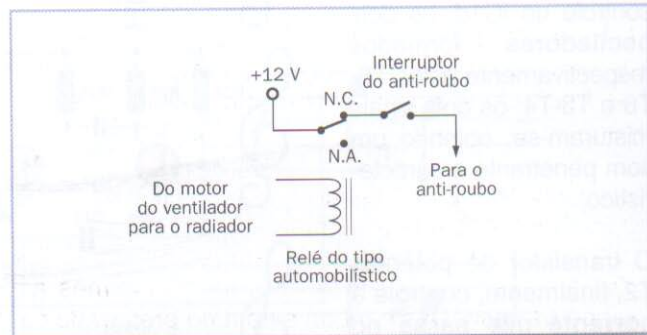 Interruptor
do anti-roubo
+12 V
N.C.
N.A.
Para o
anti-roubo
Do motor
do ventilador
para o radiador
Relé do tipo
automobilístico